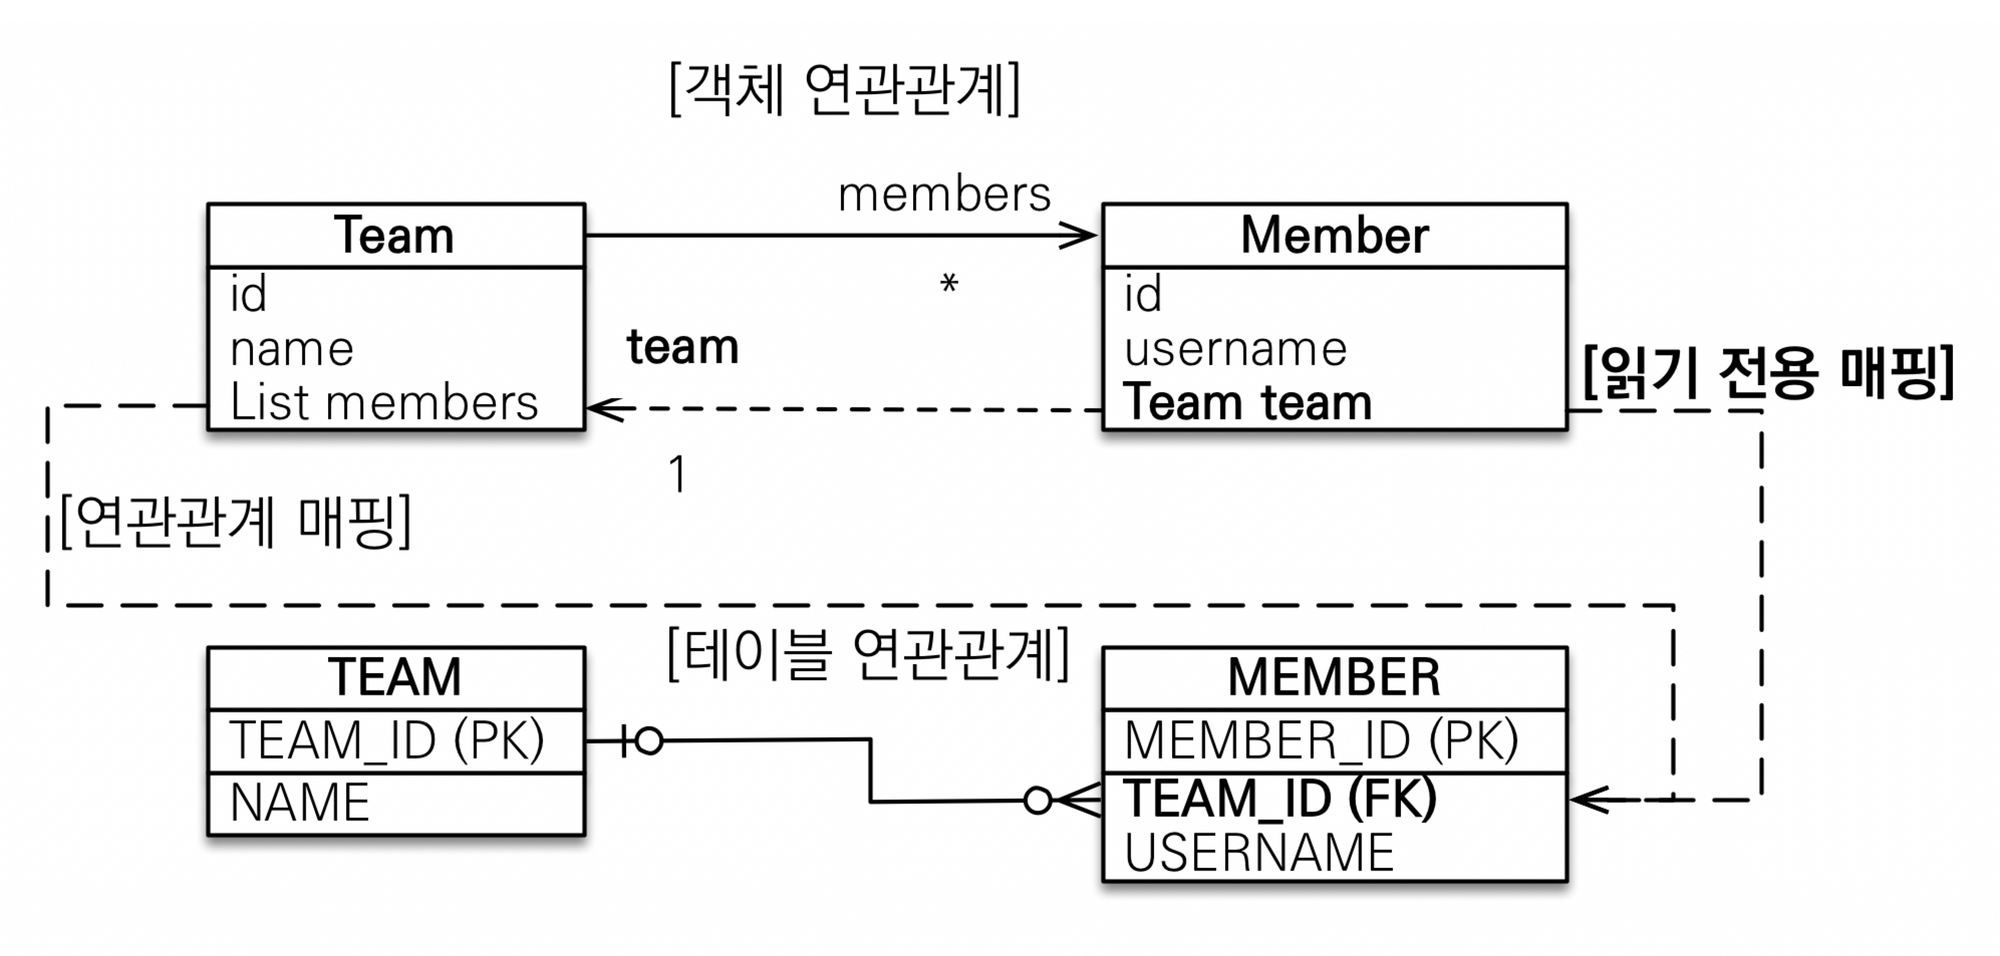 [객체 연관관계]
members
Team
id
name
List members
*
team
1
Member
id
username
Team team
[읽기 전용 매핑]
[연관관계 매핑]
[테이블 연관관계]
TEAM
TEAM_ID (PK)
NAME
MEMBER
MEMBER_ID (PK)
TEAM_ID (FK)
USERNAME